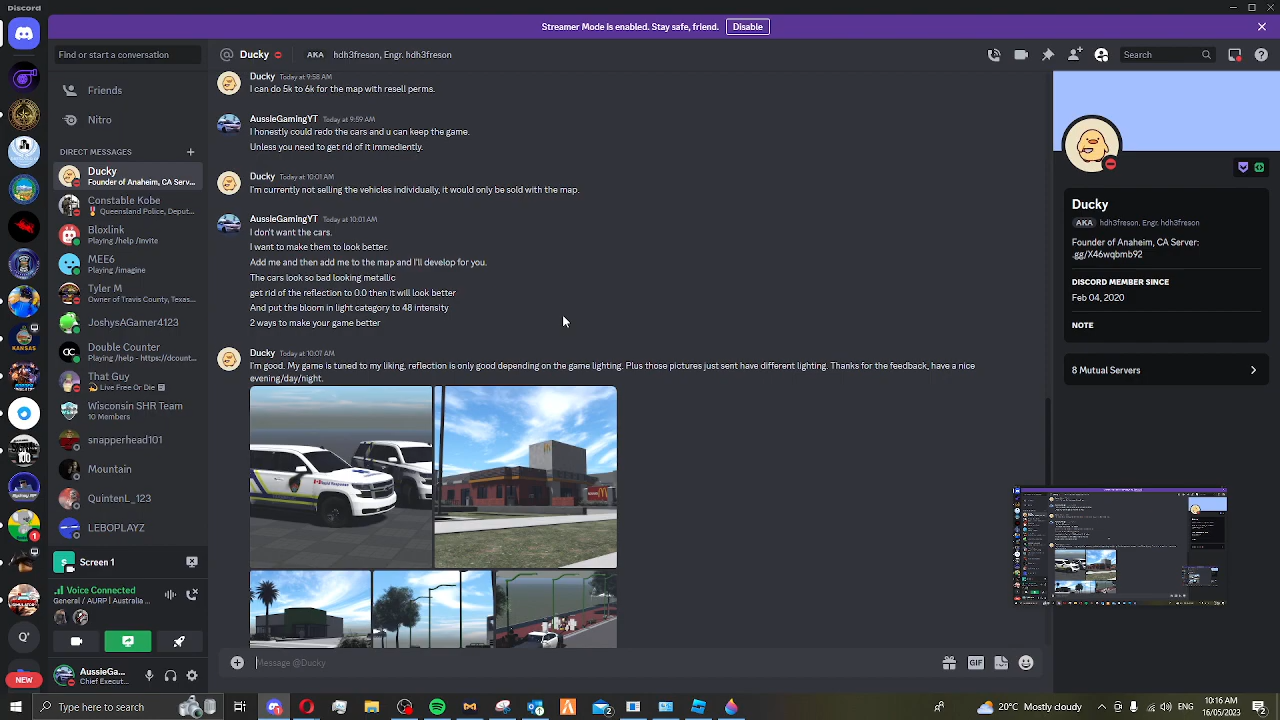 Discord
Streamer Mode is enabled. Stay safe, friend. Disable
Find or start a conversation
Ducky AKA hdh3freson, Engr. hdh3freson
Search
Friends
Nitro
DIRECT MESSAGES
Ducky
Founder of Anaheim, CA Serv...
Constable Kobe
Queensland Police, Deput...
Bloxlink
Playing /help /invite
MEE6
Playing /imagine
Tyler M
Owner of Travis County, Texas...
JoshysAGamer4123
Double Counter
Playing /help - https://dcount...
That Guy
Live Free Or Die
Wisconsin SHR Team
10 Members
snapperhead101
Mountain
QuintenL_123
LEBOPLAYZ
Screen 1
Voice Connected
General / AURP | Australia ...
AussieGa...
Chief Execut...
KANSAS
100
1
Q'
NEW
Ducky Today at 9:58 AM
I can do 5k to 6k for the map with resell perms.
AussieGamingYT Today at 9:59 AM
I honestly could redo the cars and u can keep the game.
Unless you need to get rid of it immediently.
Ducky Today at 10:01 AM
I'm currently not selling the vehicles individually, it would only be sold with the map.
AussieGamingYT Today at 10:01 AM
I don't want the cars.
I want to make them to look better.
Add me and then add me to the map and I'll develop for you.
The cars look so bad looking metallic
get rid of the reflection to 0.0 then it will look better
And put the bloom in light category to 48 intensity
2 ways to make your game better
Ducky Today at 10:07 AM
I'm good. My game is tuned to my liking, reflection is only good depending on the game lighting. Plus those pictures just sent have different lighting. Thanks for the feedback, have a nice
evening/day/night.
Message @Ducky
GIF
Ducky
AKA hdh3freson. Engr. hdh3freson
Founder of Anaheim, CA Server:
.gg/X46wqbmb92
DISCORD MEMBER SINCE
Feb 04, 2020
NOTE
8 Mutual Servers
Type here to search
2
20°C Mostly cloudy
10:16 AM
16/05/2023